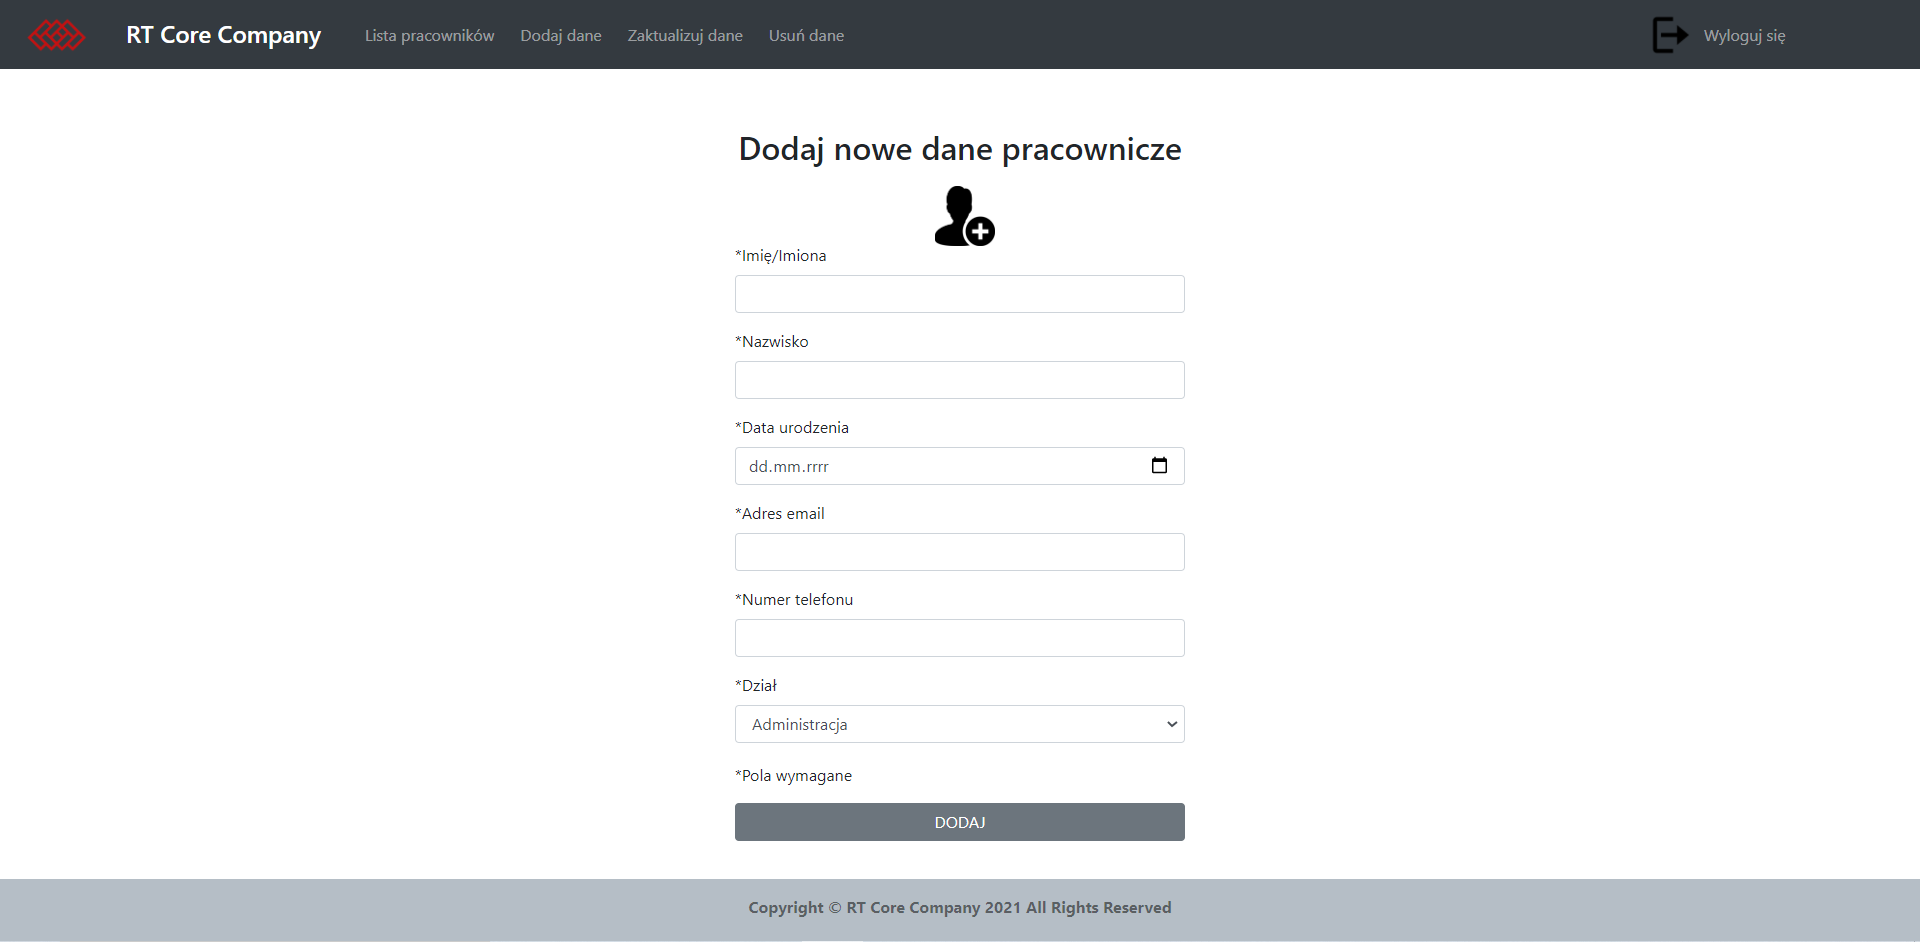 RT Core Company
Lista pracowników
Dodaj dane
Zaktualizuj dane
Usuń dane
Wyloguj się
Dodaj nowe dane pracownicze
*Imię/Imiona
*Nazwisko
*Data urodzenia
dd.mm.rrrr
*Adres email
*Numer telefonu
*Dział
Administracja
*Pola wymagane
DODAJ
Copyright © RT Core Company 2021 All Rights Reserved